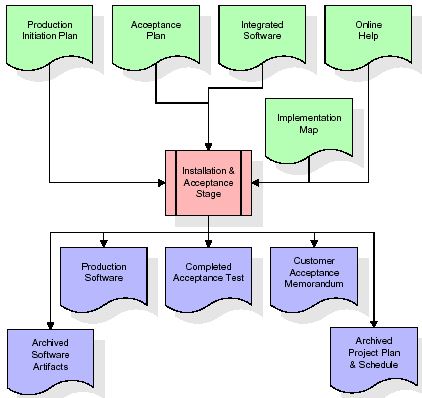 Production
Initiation Plan
Acceptance
Plan
Integrated
Software
Online
Help
Implementation
Map
Installation &
Acceptance
Stage
Production
Software
Completed
Acceptance Test
Customer
Acceptance
Memorandum
Archived
Software
Artifacts
Archived
Project Plan
& Schedule